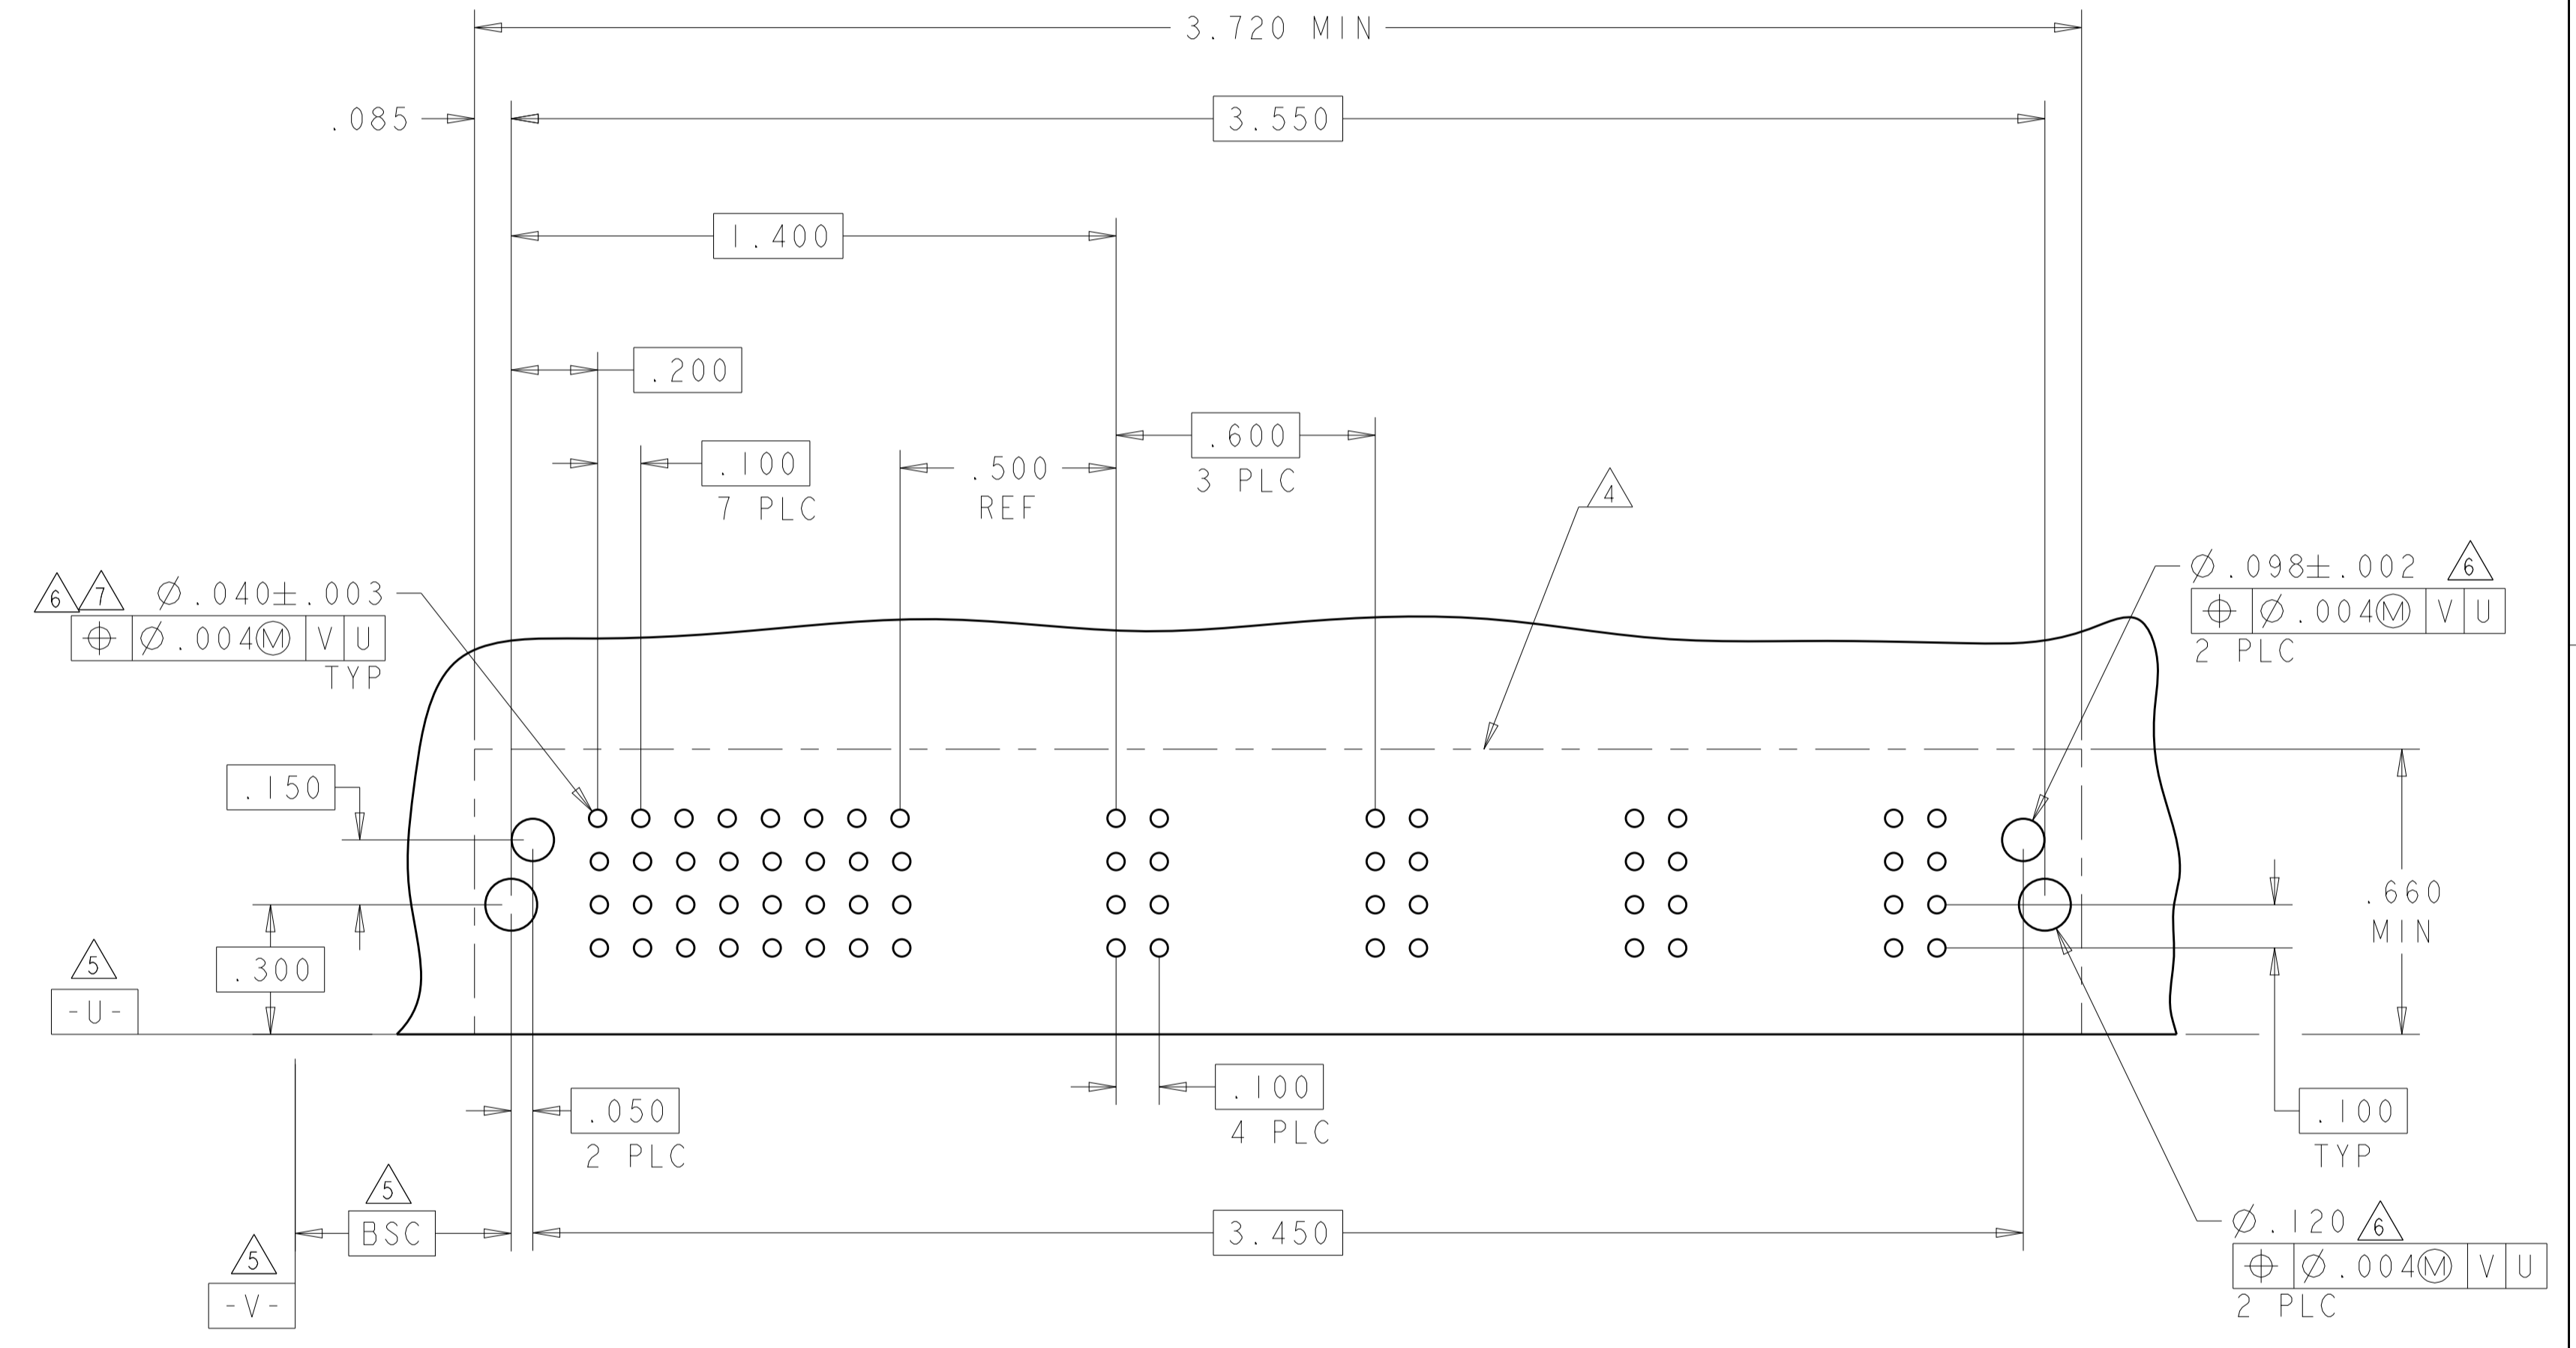 3.720 MIN
.085
3.550
1.400
.200
.600
3 PLC
.100
7 PLC
.500
REF
4
6 7 Ø.040±.003
⌖ Ø.004Ⓜ V U
TYP
Ø.098±.002 6
⌖ Ø.004Ⓜ V U
2 PLC
.150
.660
MIN
5
-U-
.300
.100
4 PLC
.050
2 PLC
.100
TYP
5
BSC
3.450
5
-V-
Ø.120 6
⌖ Ø.004Ⓜ V U
2 PLC